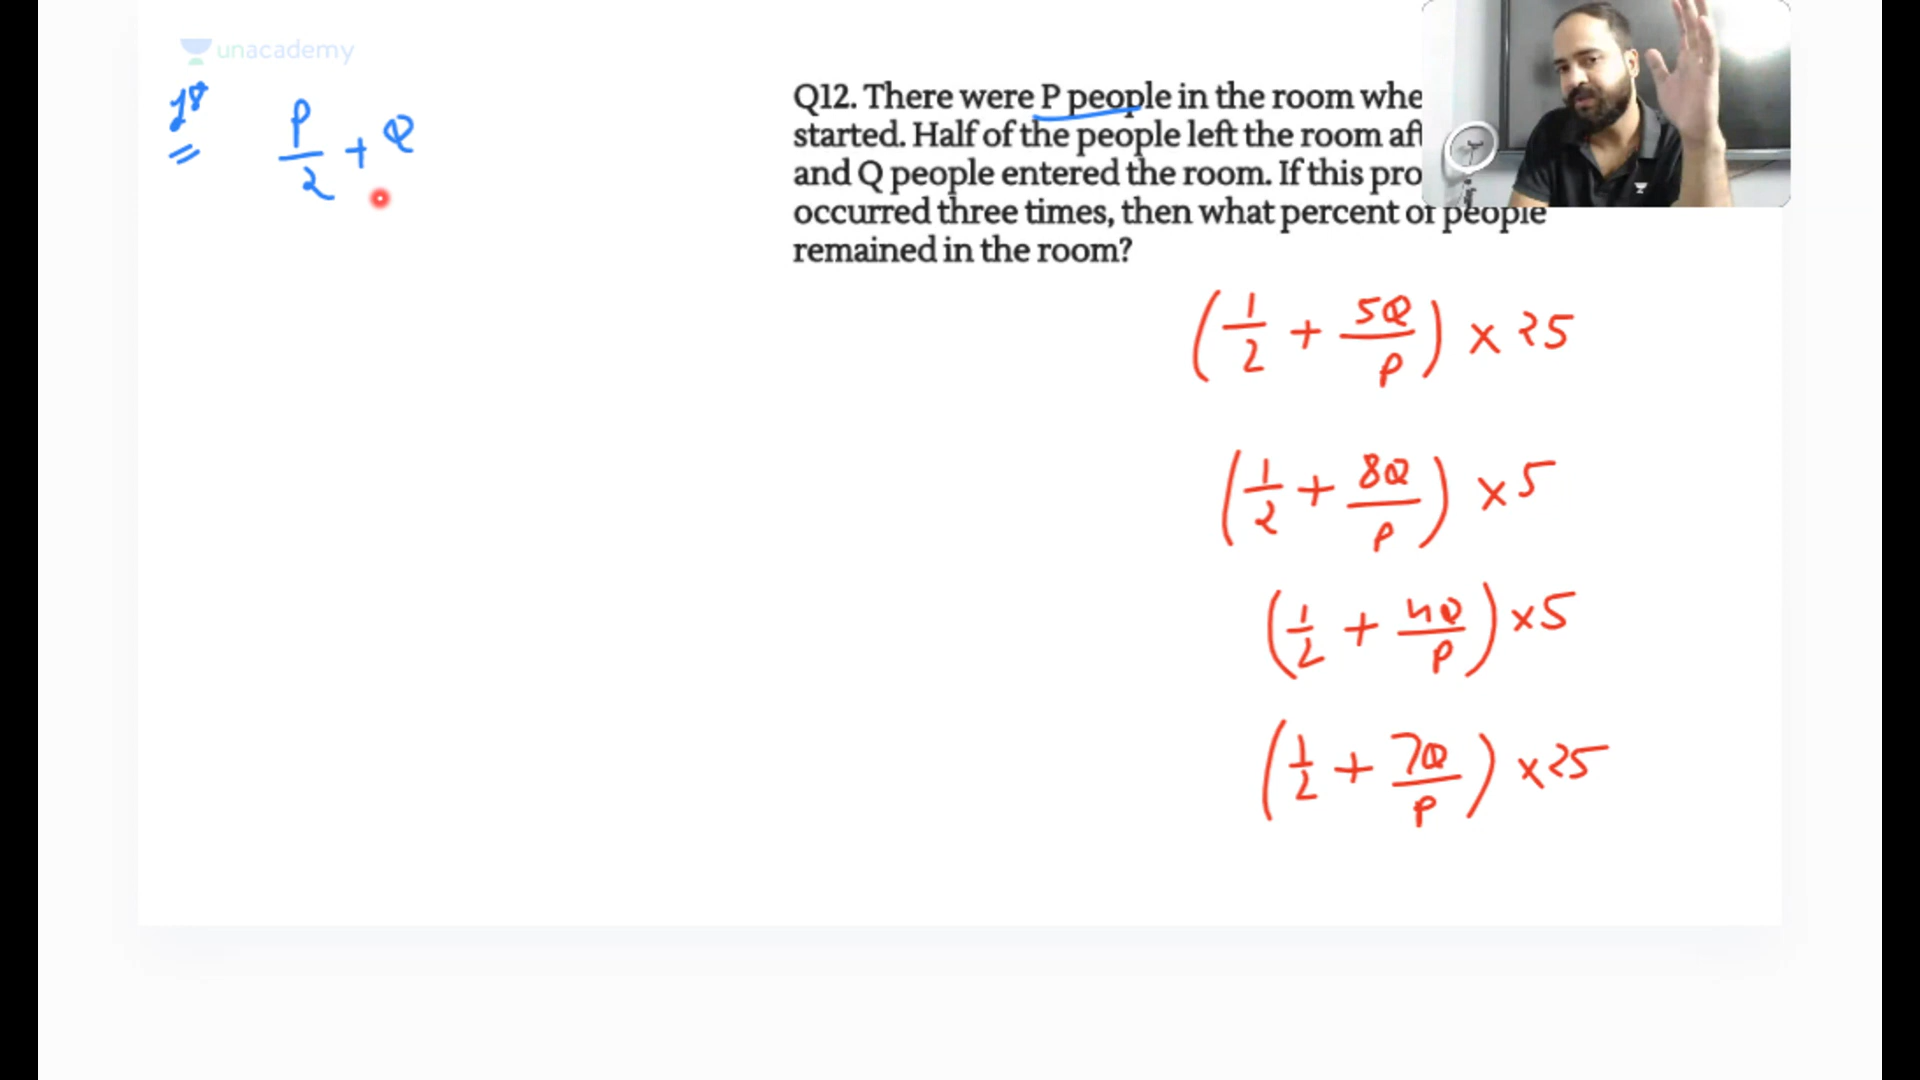 unacademy
1st
P/2 + Q
Q12. There were P people in the room whe
started. Half of the people left the room aft
and Q people entered the room. If this pro
occurred three times, then what percent of people
remained in the room?
(1/2 + 5Q/P) × 25
(1/2 + 8Q/P) × 5
(1/2 + 4Q/P) × 5
(1/2 + 7Q/P) × 25